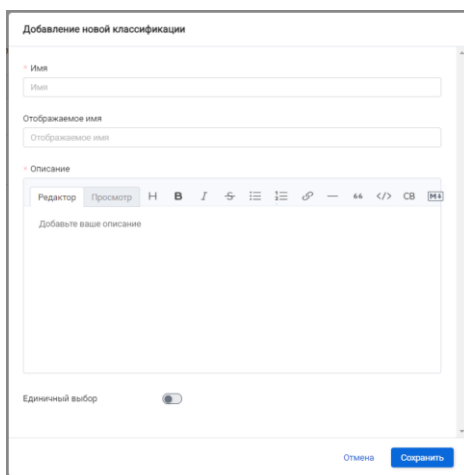 Добавление новой классификации
* Имя
Имя
Отображаемое имя
Отображаемое имя
* Описание
Редактор Просмотр H B I S 66 </> CB M↓
Добавьте ваше описание
Единичный выбор
Отмена Сохранить